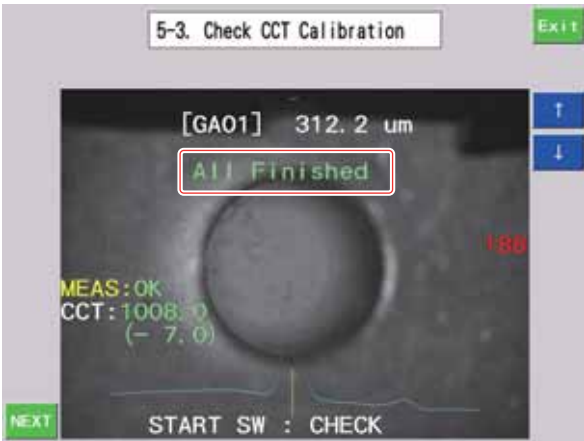 5-3. Check CCT Calibration
Exit
↑
↓
[GA01] 312.2 um
All Finished
188
MEAS:OK
CCT:1008.0
(- 7.0)
NEXT
START SW : CHECK